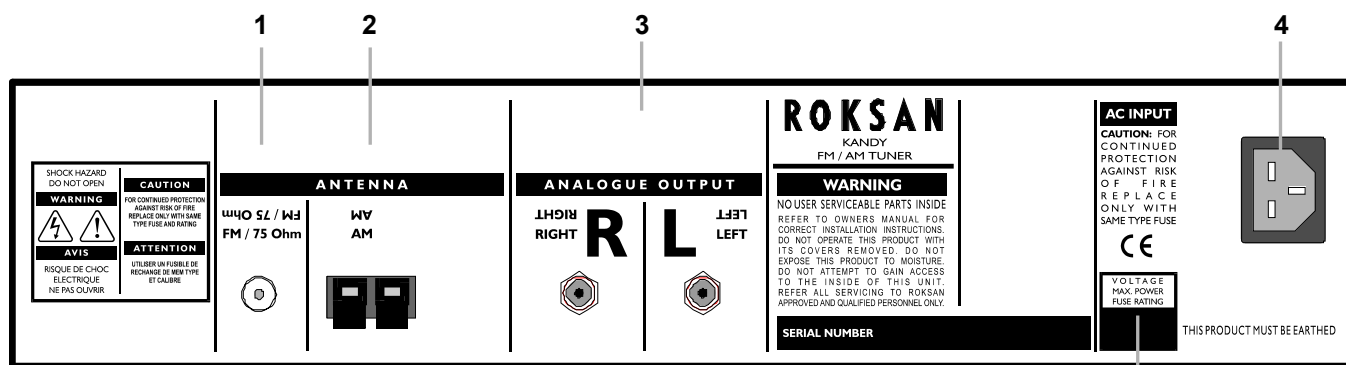 1
2
3
4
SHOCK HAZARD
DO NOT OPEN
WARNING
AVIS
RISQUE DE CHOC
ELECTRIQUE
NE PAS OUVRIR
CAUTION
FOR CONTINUED PROTECTION
AGAINST RISK OF FIRE
REPLACE ONLY WITH SAME
TYPE FUSE AND RATING
ATTENTION
UTILISER UN FUSIBLE DE
RECHANGE DE MEM TYPE
ET CALIBRE
ANTENNA
FM / 75 Ohm
FM / 75 Ohm
AM
AM
ANALOGUE OUTPUT
RIGHT
RIGHT
R
L
LEFT
LEFT
ROKSAN
KANDY
FM / AM TUNER
WARNING
NO USER SERVICEABLE PARTS INSIDE
REFER TO OWNERS MANUAL FOR
CORRECT INSTALLATION INSTRUCTIONS.
DO NOT OPERATE THIS PRODUCT WITH
ITS COVERS REMOVED. DO NOT
EXPOSE THIS PRODUCT TO MOISTURE.
DO NOT ATTEMPT TO GAIN ACCESS
TO THE INSIDE OF THIS UNIT.
REFER ALL SERVICING TO ROKSAN
APPROVED AND QUALIFIED PERSONNEL ONLY.
SERIAL NUMBER
AC INPUT
CAUTION: FOR
CONTINUED
PROTECTION
AGAINST RISK
OF FIRE
REPLACE
ONLY WITH
SAME TYPE FUSE
CE
VOLTAGE
MAX. POWER
FUSE RATING
THIS PRODUCT MUST BE EARTHED